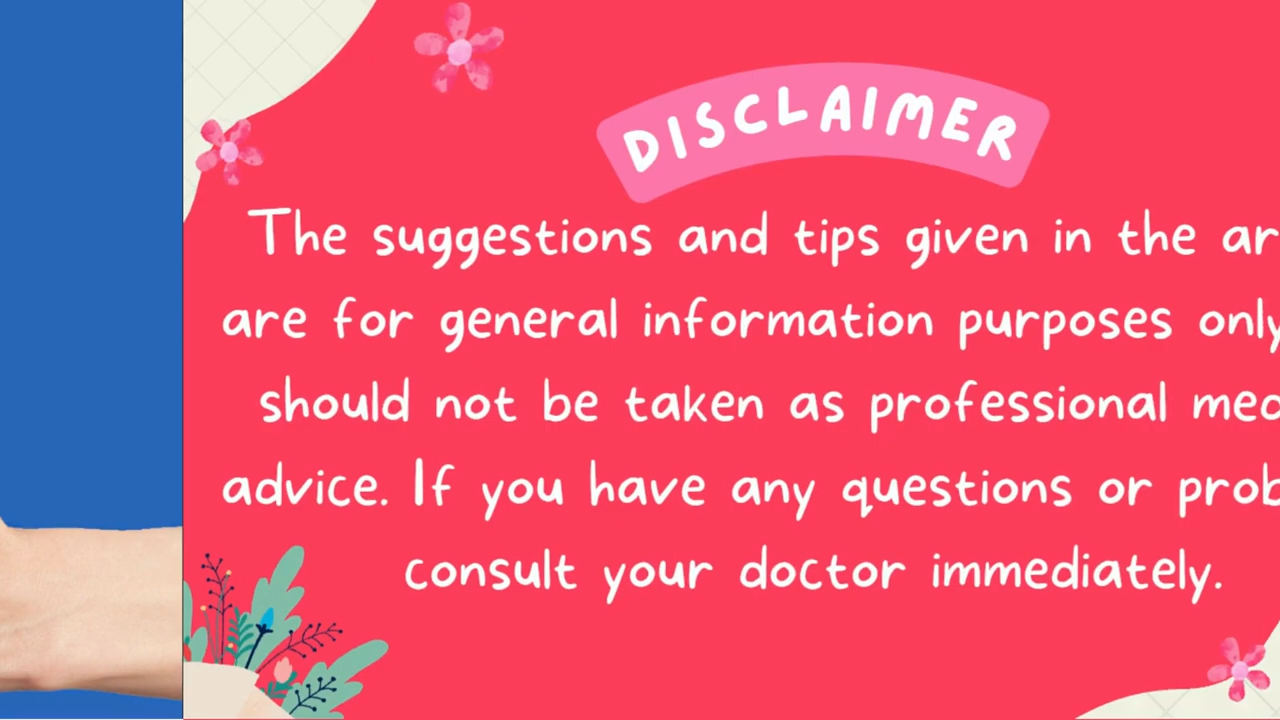 DISCLAIMER
The suggestions and tips given in the ar
are for general information purposes only
should not be taken as professional med
advice. If you have any questions or prob
consult your doctor immediately.